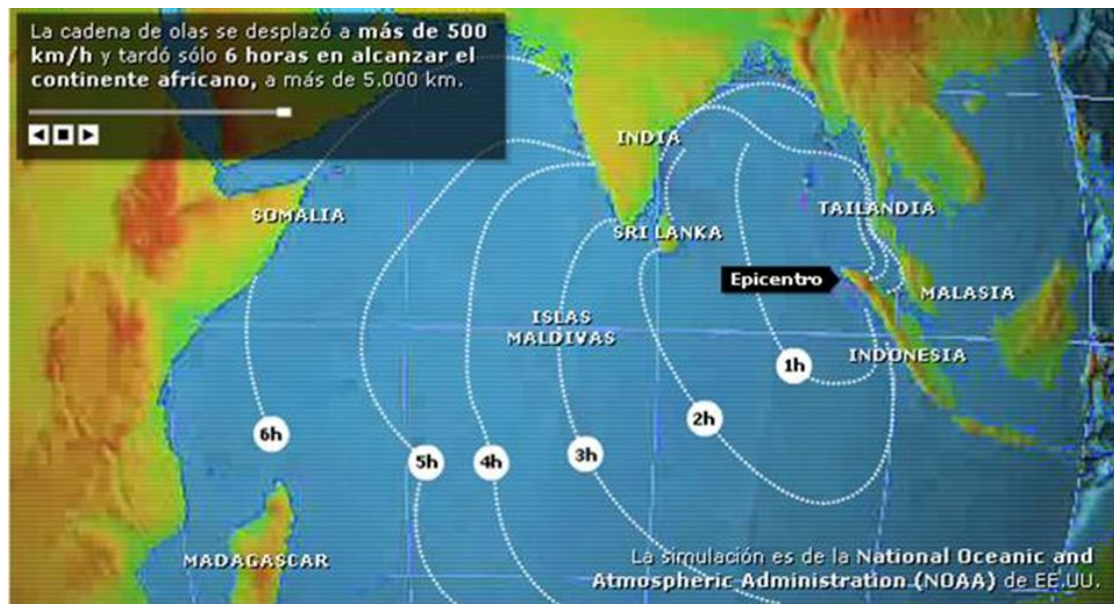 La cadena de olas se desplazó a más de 500
km/h y tardó sólo 6 horas en alcanzar el
continente africano, a más de 5.000 km.
INDIA
SOMALIA
TAILANDIA
SRI LANKA
Epicentro
MALASIA
ISLAS
MALDIVAS
INDONESIA
1h
2h
6h
5h
4h
3h
MADAGASCAR
La simulación es de la National Oceanic and
Atmospheric Administration (NOAA) de EE.UU.